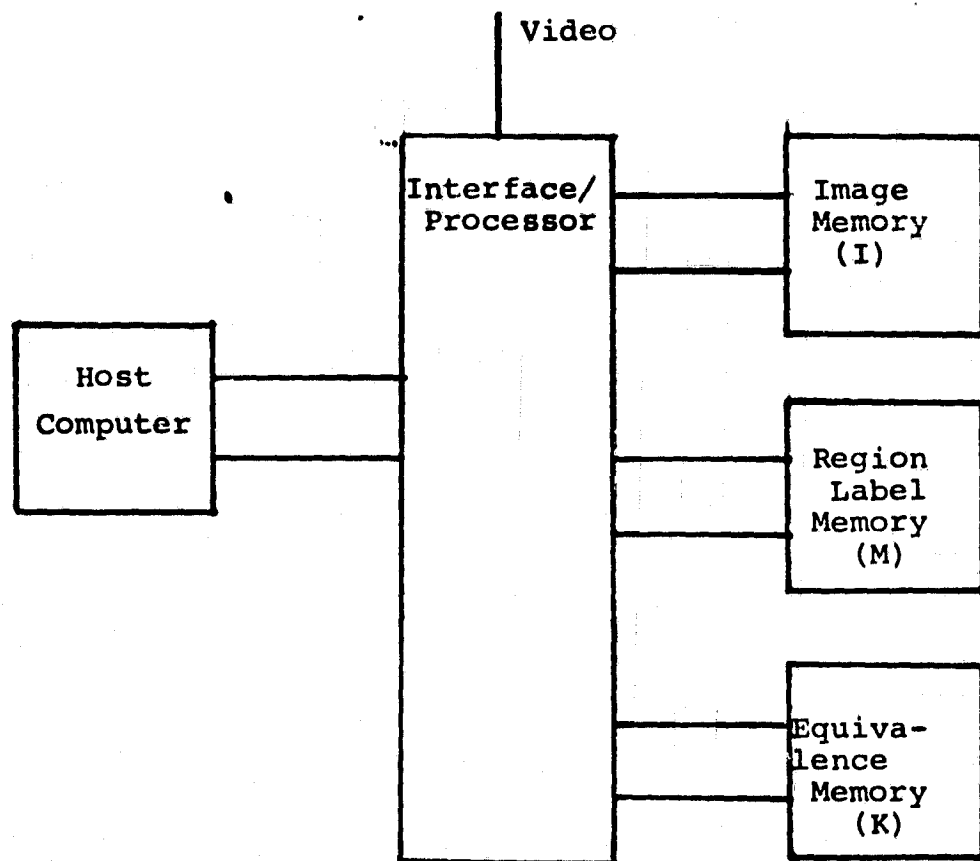 Video
Interface/
Processor
Image
Memory
(I)
Host
Computer
Region
Label
Memory
(M)
Equiva-
lence
Memory
(K)